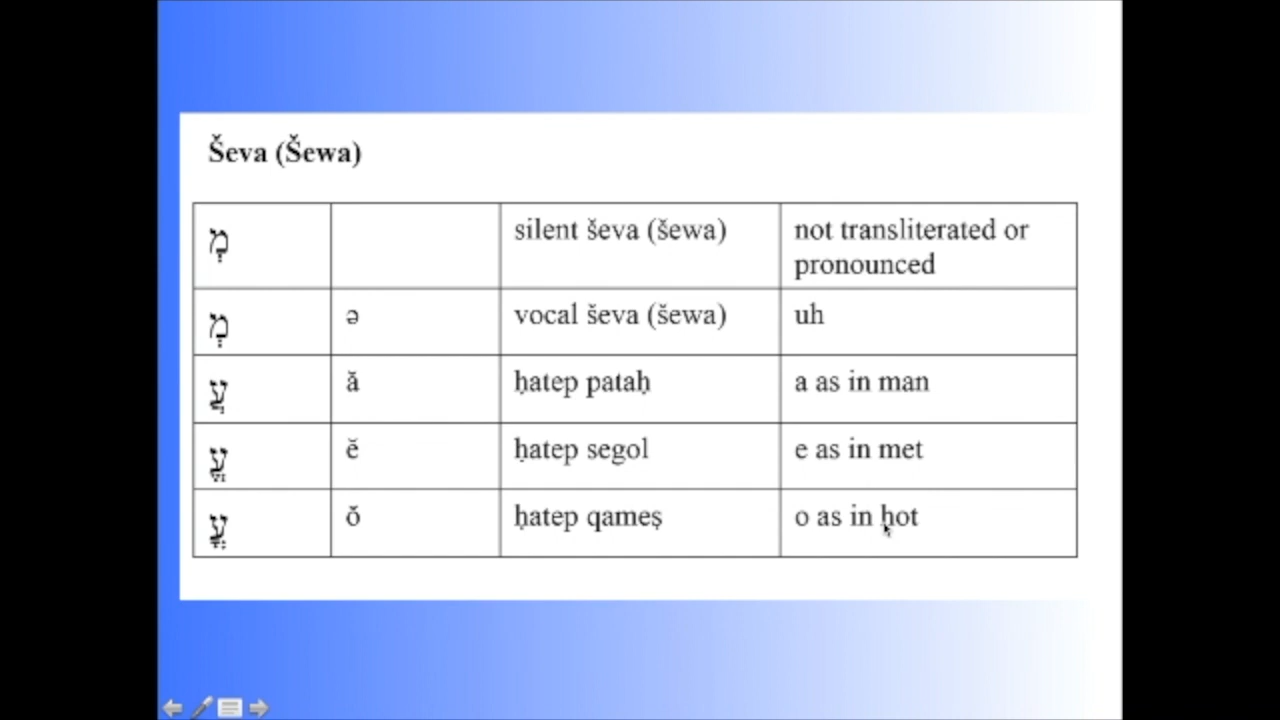 Ševa (Šewa)
מְ silent ševa (šewa) not transliterated or
pronounced
מְ ə vocal ševa (šewa) uh
עֲ ă ḥatep pataḥ a as in man
עֱ ĕ ḥatep segol e as in met
עֳ ŏ ḥatep qameṣ o as in hot